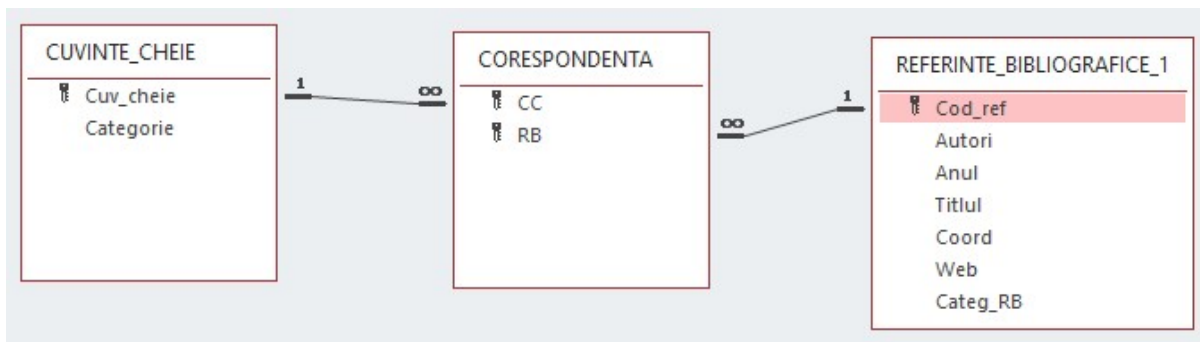 CUVINTE_CHEIE
Cuv_cheie
Categorie
1
∞
CORESPONDENTA
CC
RB
∞
1
REFERINTE_BIBLIOGRAFICE_1
Cod_ref
Autori
Anul
Titlul
Coord
Web
Categ_RB